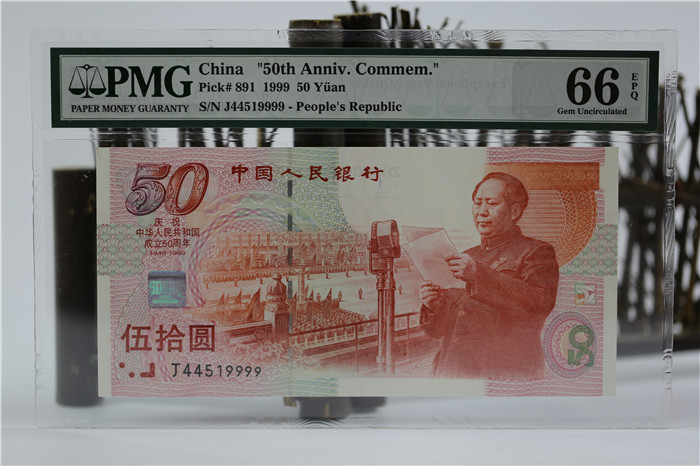 PMG
PAPER MONEY GUARANTY
China "50th Anniv. Commem."
Pick# 891 1999 50 Yüan
S/N J44519999 - People's Republic
66
EPQ
Gem Uncirculated
50
中国人民银行
庆祝
中华人民共和国
成立50周年
1949-1999
50
伍拾圆
J44519999
50